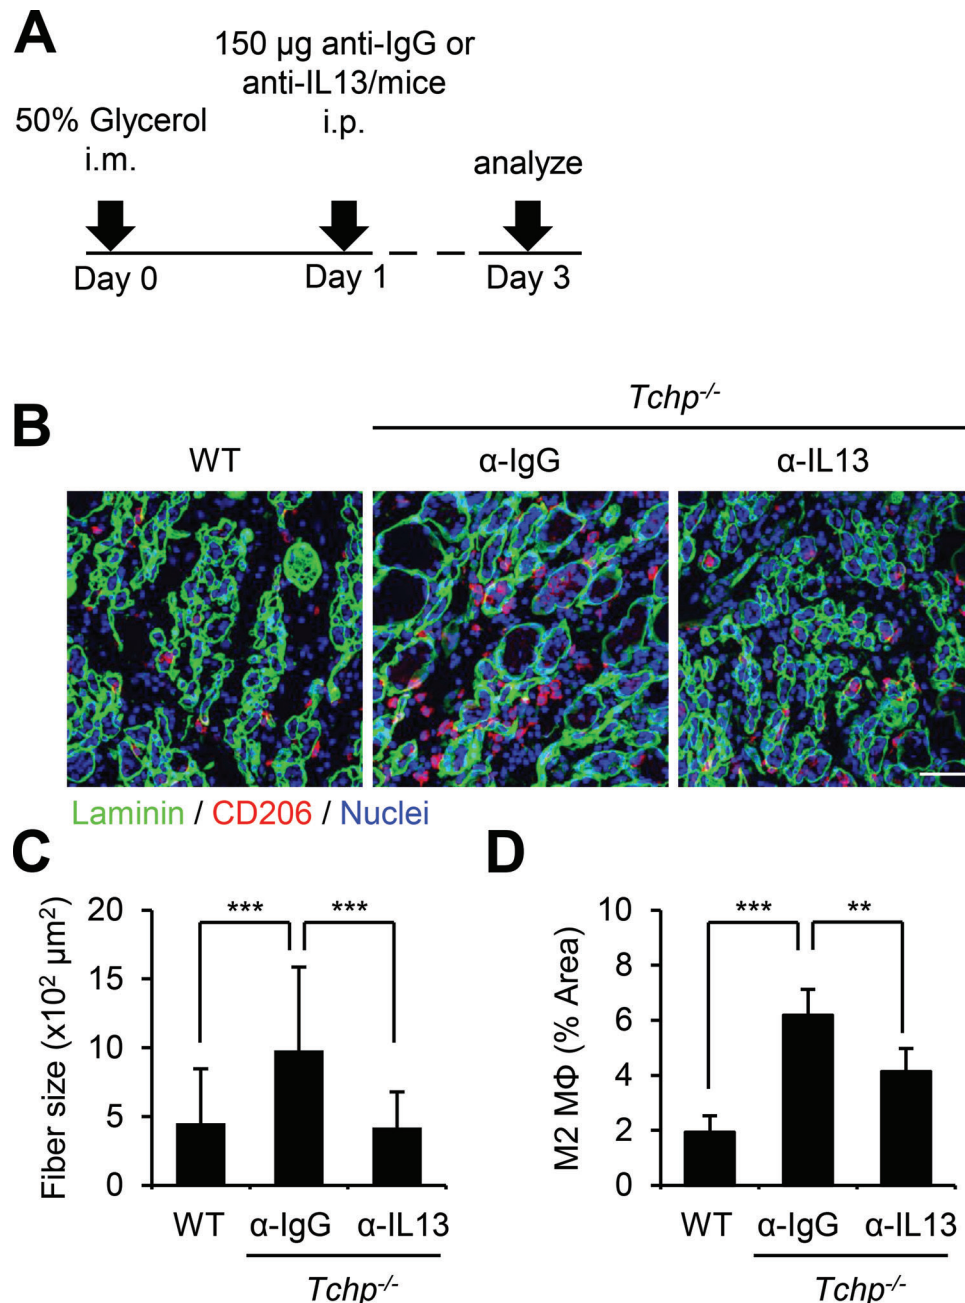 A
150 µg anti-IgG or
anti-IL13/mice
i.p.
50% Glycerol
i.m.
analyze
Day 0
Day 1
Day 3
B
Tchp-/-
WT
α-IgG
α-IL13
Laminin / CD206 / Nuclei
C
Fiber size (x10² µm²)
20
15
10
5
0
***
***
WT
α-IgG
α-IL13
Tchp-/-
D
M2 MΦ (% Area)
10
8
6
4
2
0
***
**
WT
α-IgG
α-IL13
Tchp-/-